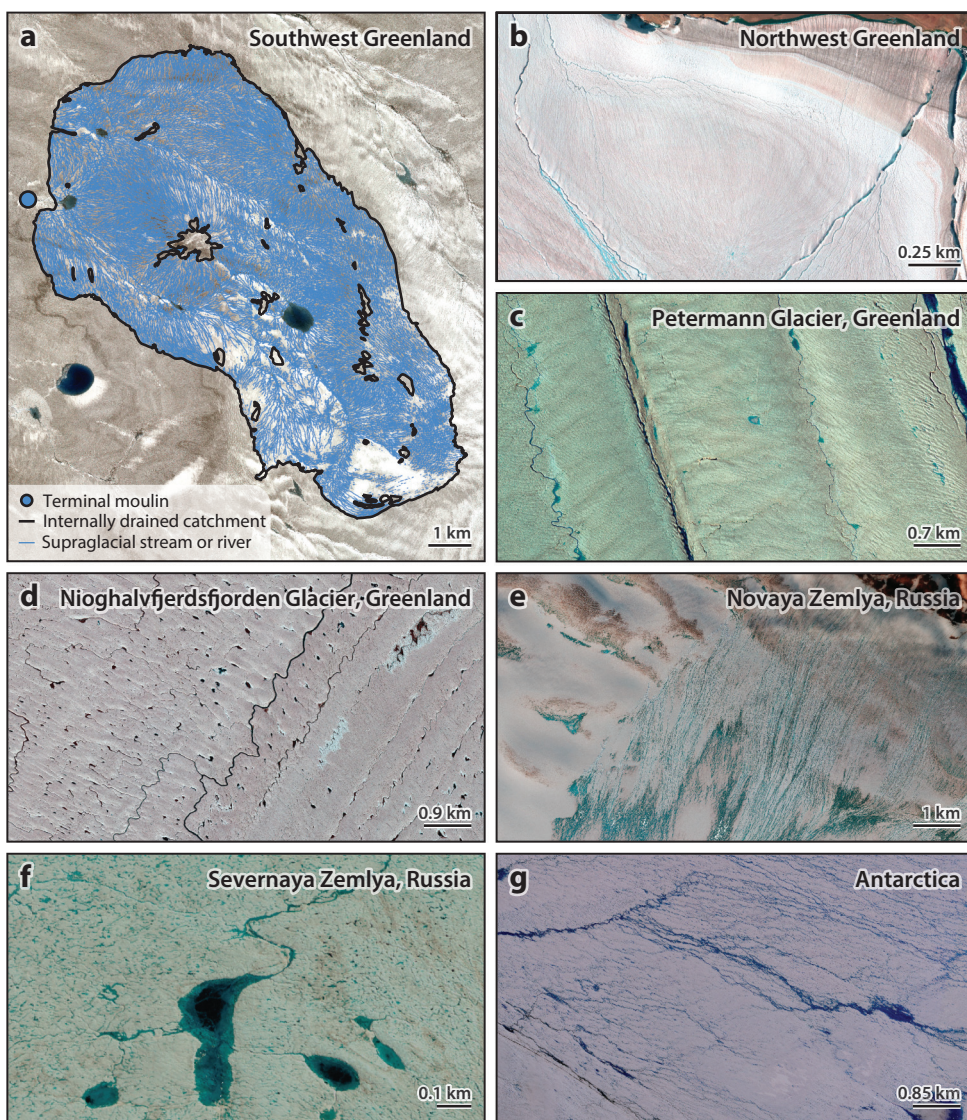 a
Southwest Greenland
Terminal moulin
Internally drained catchment
Supraglacial stream or river
1 km
b
Northwest Greenland
0.25 km
c
Petermann Glacier, Greenland
0.7 km
d
Nioghalvfjerdsfjorden Glacier, Greenland
0.9 km
e
Novaya Zemlya, Russia
1 km
f
Severnaya Zemlya, Russia
0.1 km
g
Antarctica
0.85 km